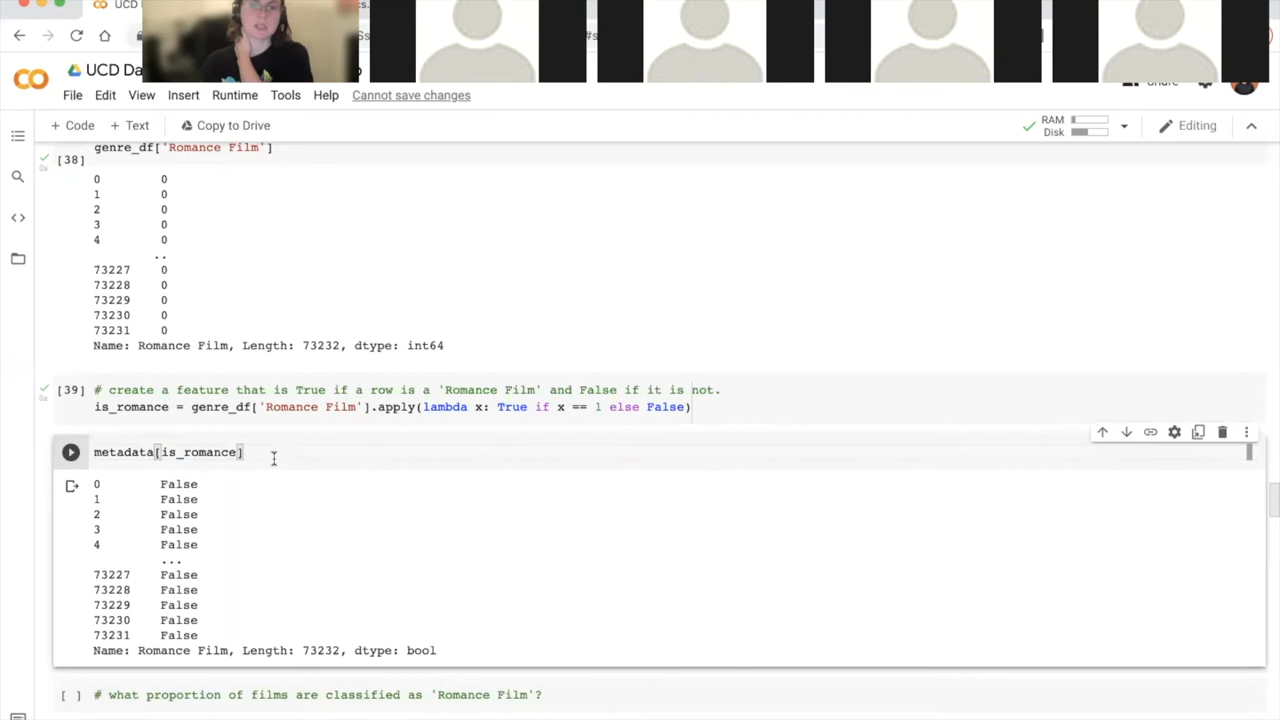 UCD Da
File Edit View Insert Runtime Tools Help Cannot save changes
+ Code + Text Copy to Drive
RAM
Disk
Editing
genre_df['Romance Film']
[38]
0 0
1 0
2 0
3 0
4 0
..
73227 0
73228 0
73229 0
73230 0
73231 0
Name: Romance Film, Length: 73232, dtype: int64
[39] # create a feature that is True if a row is a 'Romance Film' and False if it is not.
is_romance = genre_df['Romance Film'].apply(lambda x: True if x == 1 else False)
metadata[is_romance]
0 False
1 False
2 False
3 False
4 False
...
73227 False
73228 False
73229 False
73230 False
73231 False
Name: Romance Film, Length: 73232, dtype: bool
[ ] # what proportion of films are classified as 'Romance Film'?